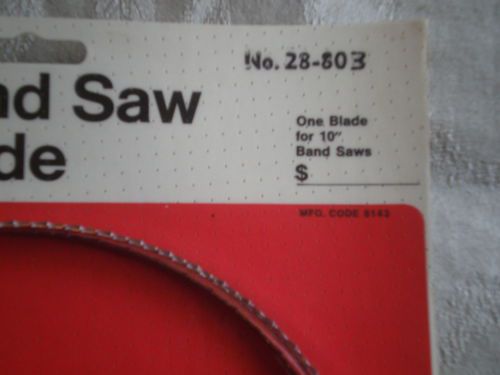 nd Saw
de
No. 28-803
One Blade
for 10"
Band Saws
$
MFG. CODE 8143